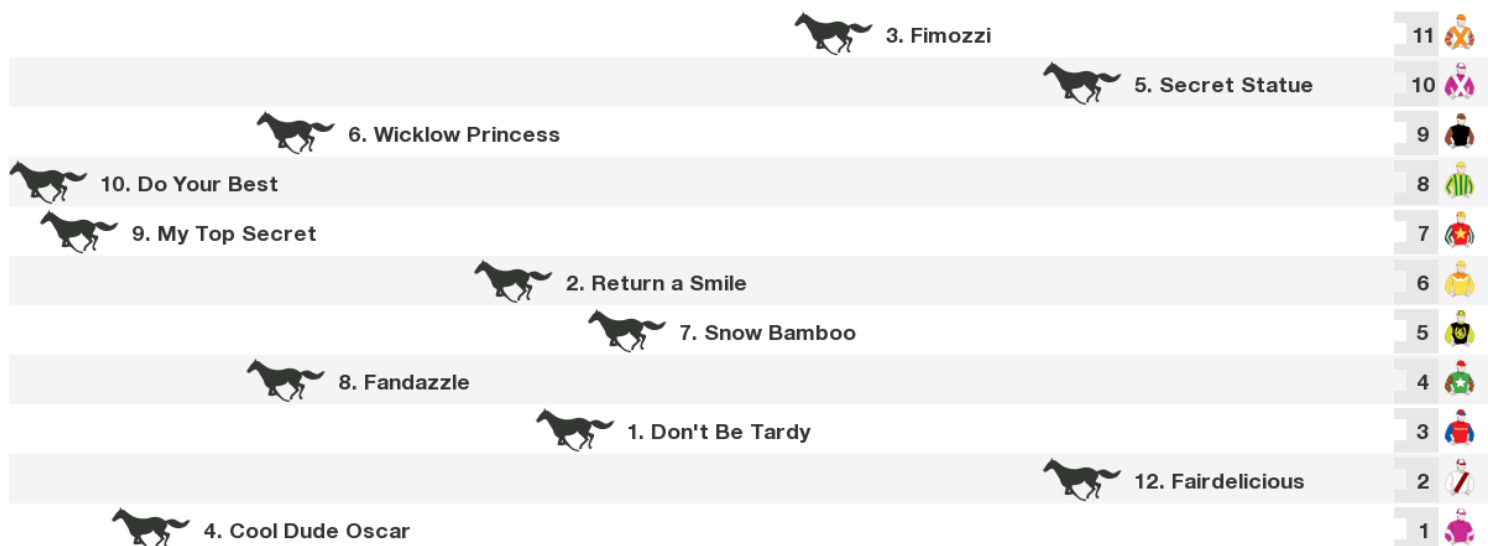 3. Fimozzi 11
5. Secret Statue 10
6. Wicklow Princess 9
10. Do Your Best 8
9. My Top Secret 7
2. Return a Smile 6
7. Snow Bamboo 5
8. Fandazzle 4
1. Don't Be Tardy 3
12. Fairdelicious 2
4. Cool Dude Oscar 1